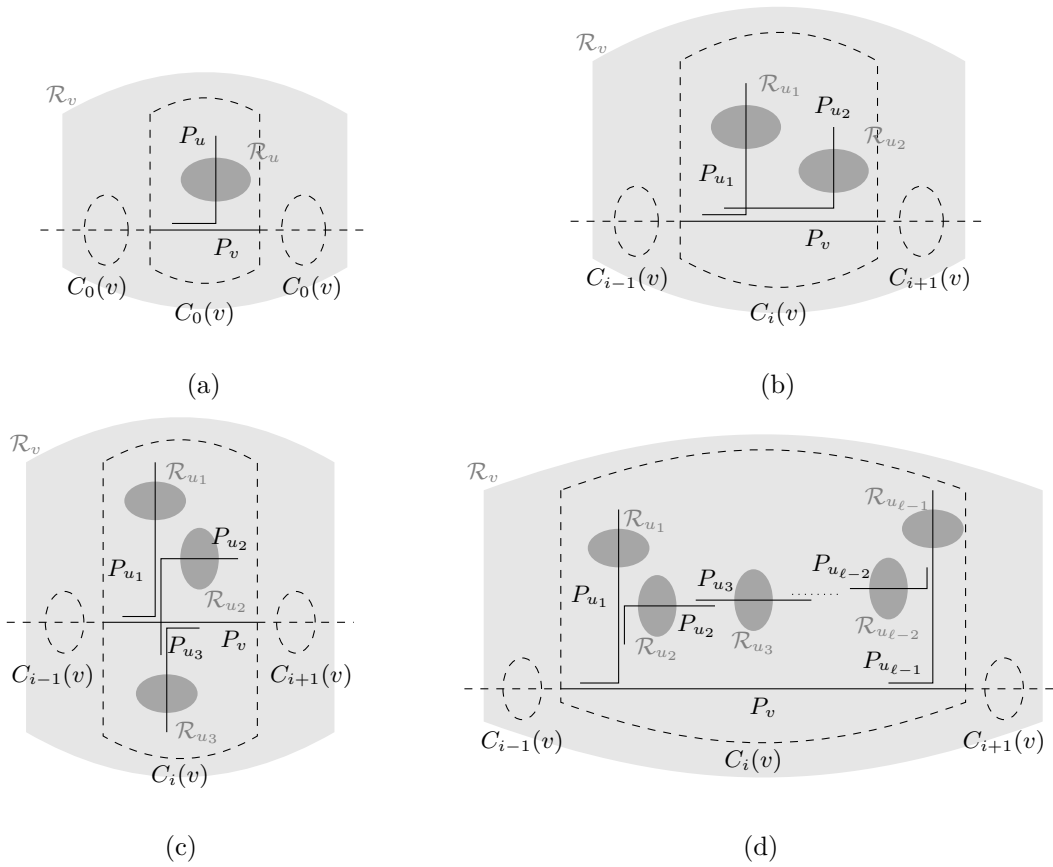 R_v
P_u
R_u
P_v
C_0(v)
C_0(v)
C_0(v)
(a)
R_v
R_{u_1}
P_{u_2}
R_{u_2}
P_{u_1}
P_v
C_{i−1}(v)
C_{i+1}(v)
C_i(v)
(b)
R_v
R_{u_1}
P_{u_2}
P_{u_1}
R_{u_2}
P_{u_3}
P_v
C_{i−1}(v)
C_{i+1}(v)
R_{u_3}
C_i(v)
(c)
R_v
R_{u_1}
R_{u_{ℓ−1}}
P_{u_1}
P_{u_3}
P_{u_{ℓ−2}}
P_{u_2}
R_{u_2}
R_{u_3}
R_{u_{ℓ−2}}
P_{u_{ℓ−1}}
P_v
C_{i−1}(v)
C_{i+1}(v)
C_i(v)
(d)